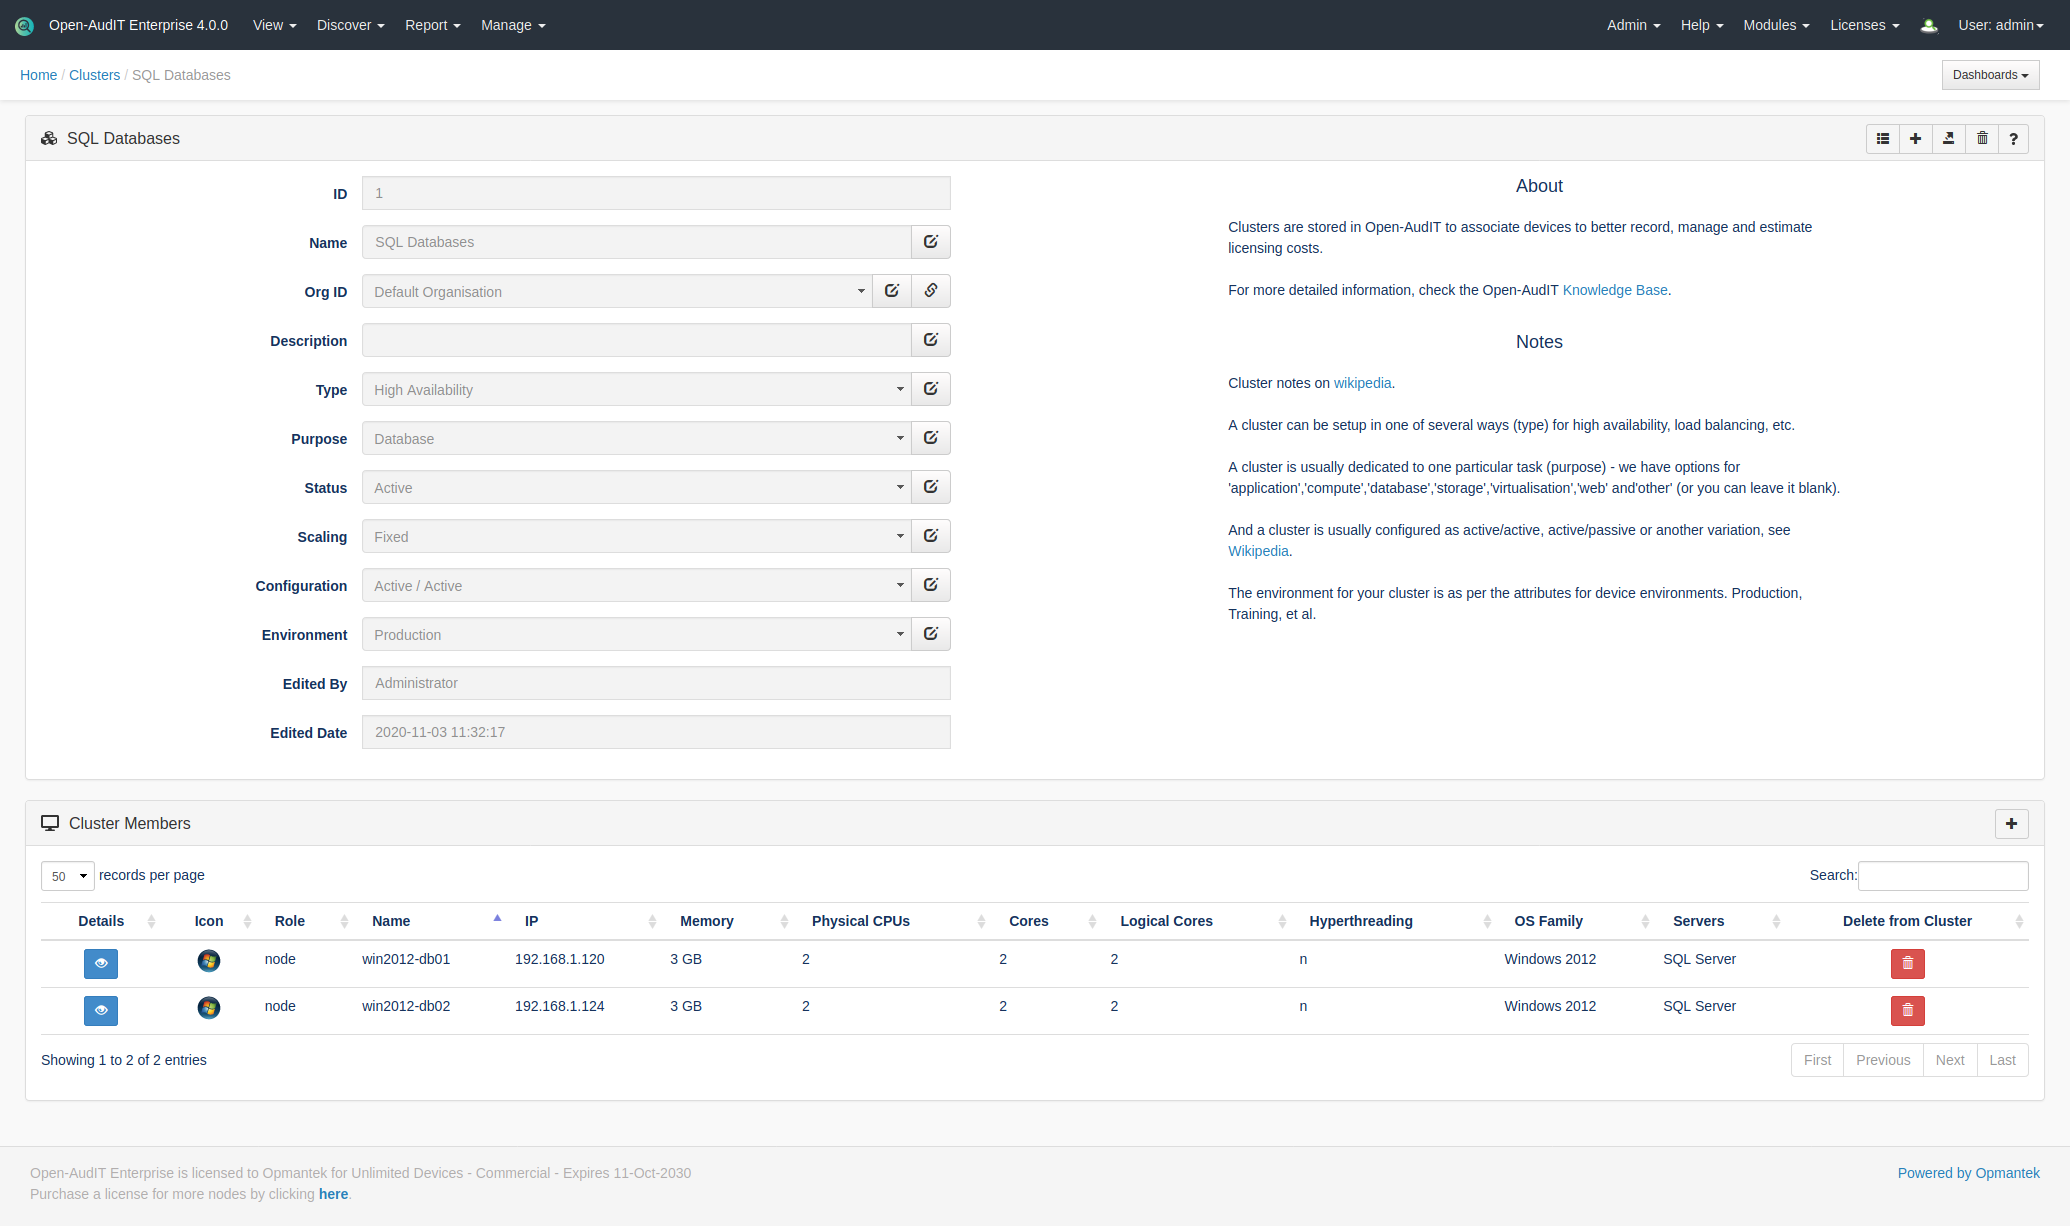 Open-AudIT Enterprise 4.0.0 View Discover Report Manage Admin Help Modules Licenses User: admin
Home / Clusters / SQL Databases Dashboards
SQL Databases ?
ID 1
Name SQL Databases
Org ID Default Organisation
Description
Type High Availability
Purpose Database
Status Active
Scaling Fixed
Configuration Active / Active
Environment Production
Edited By Administrator
Edited Date 2020-11-03 11:32:17
About
Clusters are stored in Open-AudIT to associate devices to better record, manage and estimate
licensing costs.
For more detailed information, check the Open-AudIT Knowledge Base.
Notes
Cluster notes on wikipedia.
A cluster can be setup in one of several ways (type) for high availability, load balancing, etc.
A cluster is usually dedicated to one particular task (purpose) - we have options for
'application','compute','database','storage','virtualisation','web' and'other' (or you can leave it blank).
And a cluster is usually configured as active/active, active/passive or another variation, see
Wikipedia.
The environment for your cluster is as per the attributes for device environments. Production,
Training, et al.
Cluster Members
50 records per page Search:
Details Icon Role Name IP Memory Physical CPUs Cores Logical Cores Hyperthreading OS Family Servers Delete from Cluster
node win2012-db01 192.168.1.120 3 GB 2 2 2 n Windows 2012 SQL Server
node win2012-db02 192.168.1.124 3 GB 2 2 2 n Windows 2012 SQL Server
Showing 1 to 2 of 2 entries First Previous Next Last
Open-AudIT Enterprise is licensed to Opmantek for Unlimited Devices - Commercial - Expires 11-Oct-2030 Powered by Opmantek
Purchase a license for more nodes by clicking here.